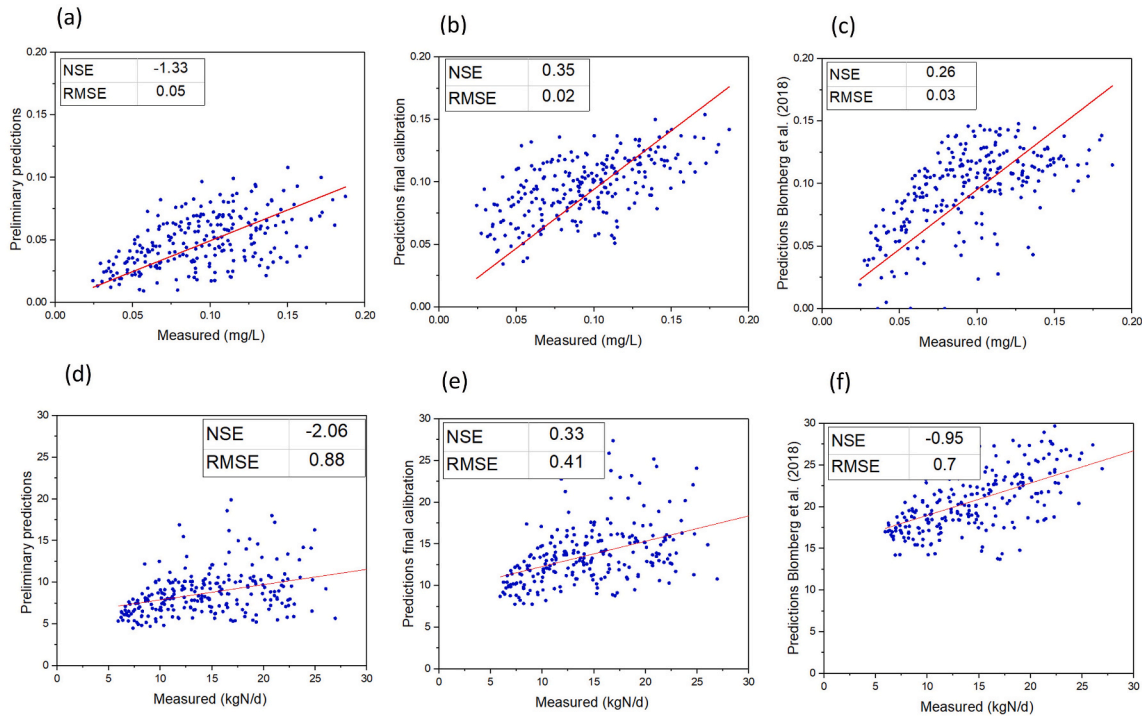 (a)
(b)
(c)
NSE -1.33
RMSE 0.05
Preliminary predictions
0.20
0.15
0.10
0.05
0.00
0.00 0.05 0.10 0.15 0.20
Measured (mg/L)
NSE 0.35
RMSE 0.02
Predictions final calibration
0.20
0.15
0.10
0.05
0.00
0.00 0.05 0.10 0.15 0.20
Measured (mg/L)
NSE 0.26
RMSE 0.03
Predictions Blomberg et al. (2018)
0.20
0.15
0.10
0.05
0.00
0.00 0.05 0.10 0.15 0.20
Measured (mg/L)
(d)
(e)
(f)
NSE -2.06
RMSE 0.88
Preliminary predictions
30
25
20
15
10
5
0
0 5 10 15 20 25 30
Measured (kgN/d)
NSE 0.33
RMSE 0.41
Predictions final calibration
30
25
20
15
10
5
0
0 5 10 15 20 25 30
Measured (kgN/d)
NSE -0.95
RMSE 0.7
Predictions Blomberg et al. (2018)
30
25
20
15
10
5
0
0 5 10 15 20 25 30
Measured (kgN/d)